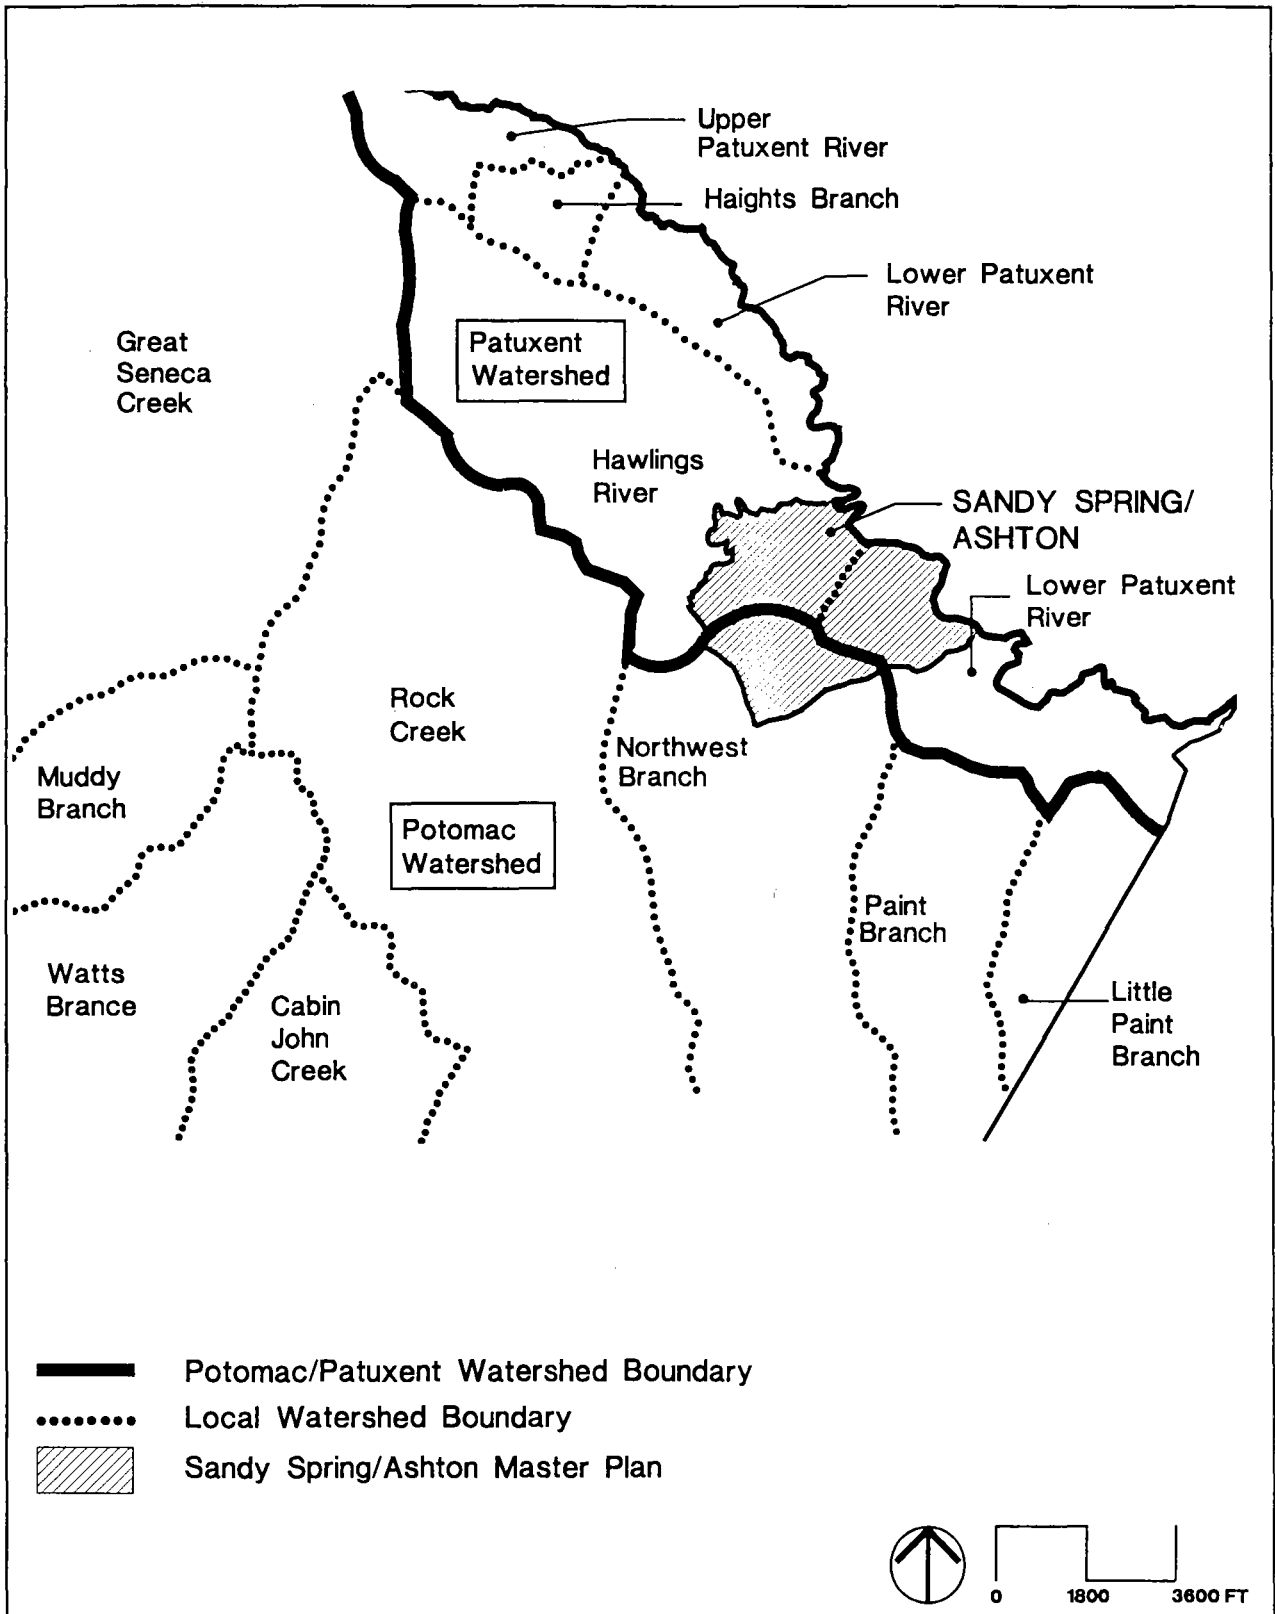 Upper
Patuxent River
Haights Branch
Lower Patuxent
River
Great
Seneca
Creek
Patuxent
Watershed
Hawlings
River
SANDY SPRING/
ASHTON
Lower Patuxent
River
Rock
Creek
Northwest
Branch
Muddy
Branch
Potomac
Watershed
Paint
Branch
Watts
Brance
Cabin
John
Creek
Little
Paint
Branch
Potomac/Patuxent Watershed Boundary
Local Watershed Boundary
Sandy Spring/Ashton Master Plan
0 1800 3600 FT